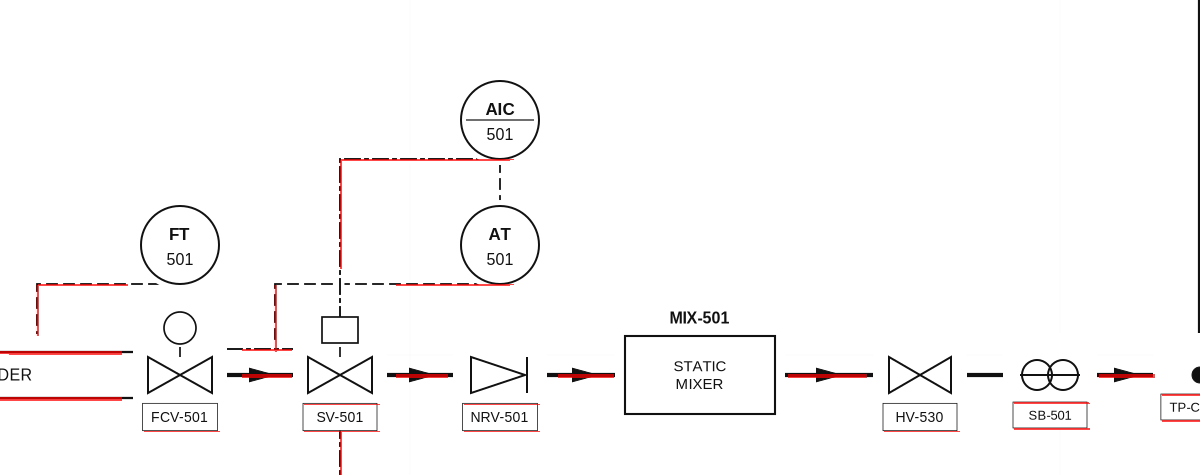 AIC
501
FT
501
AT
501
MIX-501
STATIC
MIXER
DER
FCV-501
SV-501
NRV-501
HV-530
SB-501
TP-C